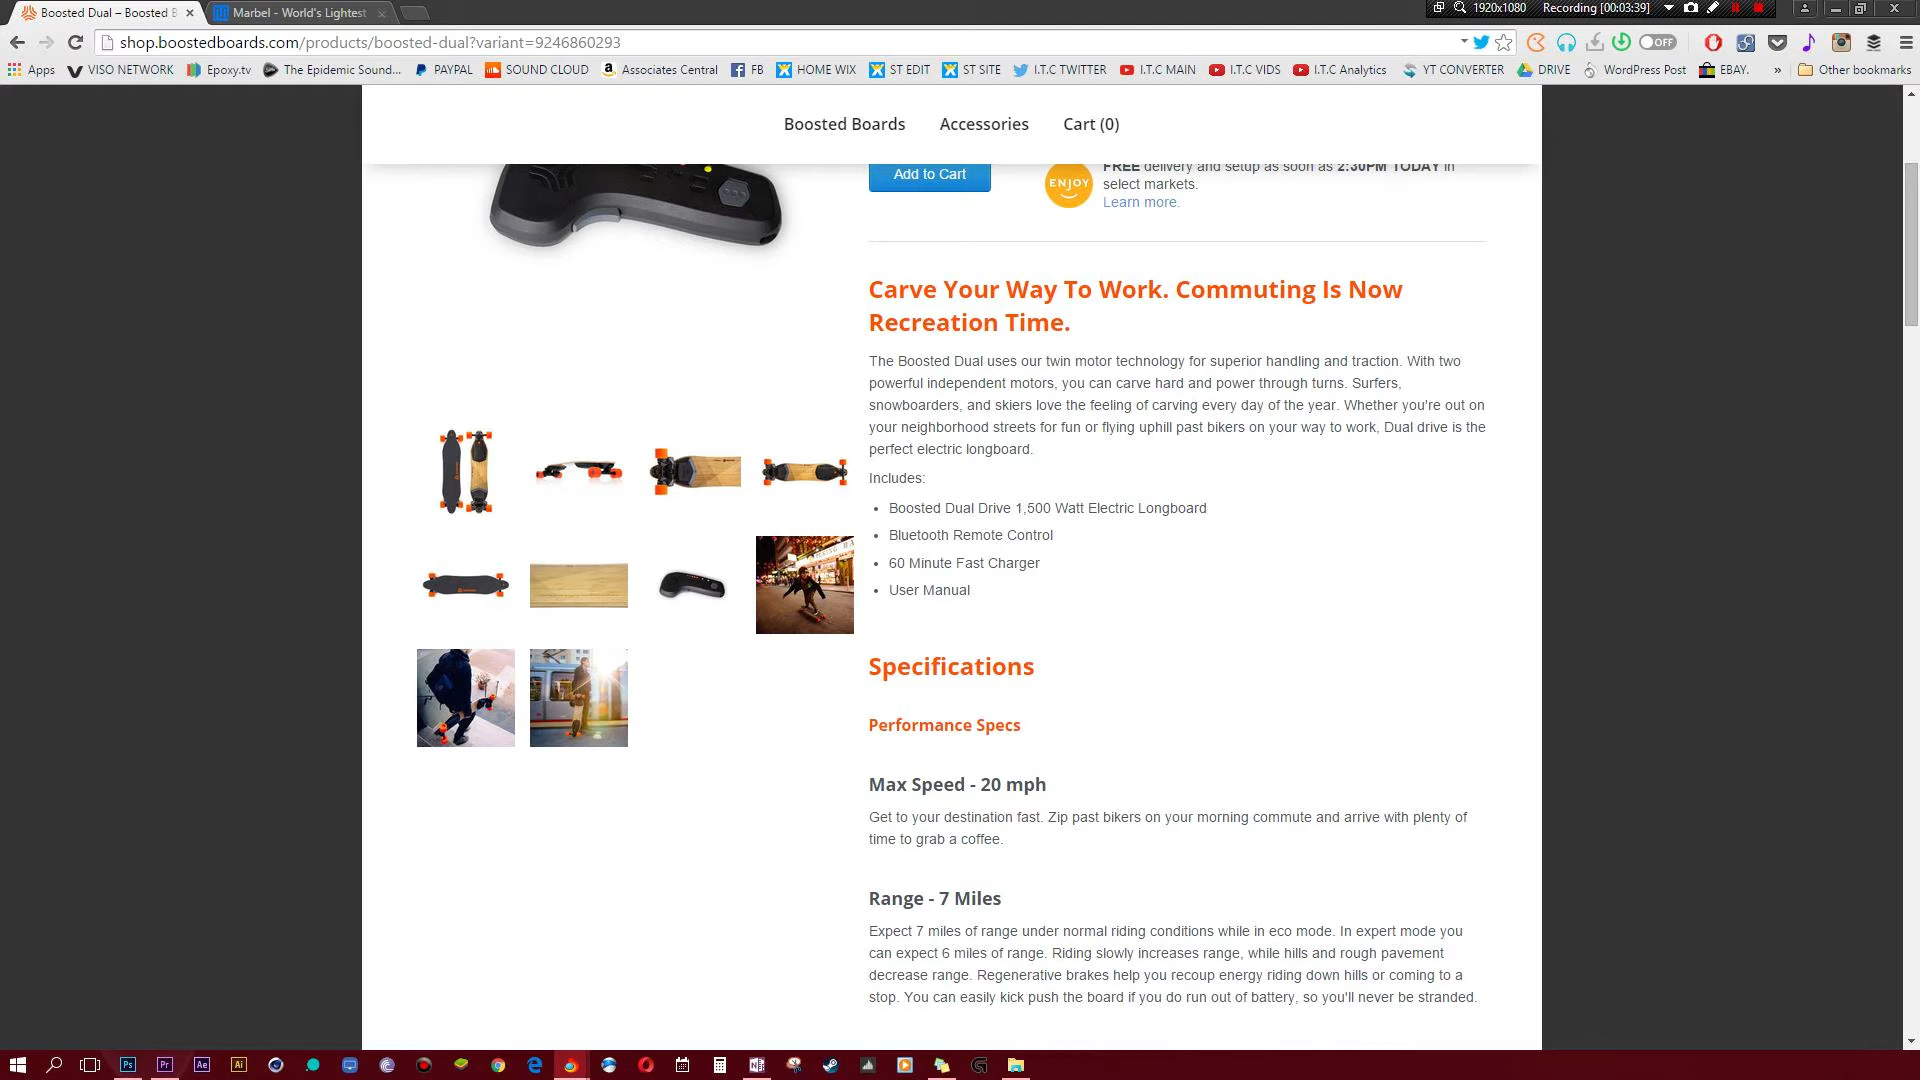 Boosted Dual – Boosted B
Marbel - World's Lightest
1920x1080
Recording [00:03:39]
shop.boostedboards.com/products/boosted-dual?variant=9246860293
OFF
Apps
VISO NETWORK
Epoxy.tv
The Epidemic Sound...
PAYPAL
SOUND CLOUD
Associates Central
FB
HOME WIX
ST EDIT
ST SITE
I.T.C TWITTER
I.T.C MAIN
I.T.C VIDS
I.T.C Analytics
YT CONVERTER
DRIVE
WordPress Post
EBAY.
»
Other bookmarks
Boosted Boards
Accessories
Cart (0)
Add to Cart
ENJOY
FREE delivery and setup as soon as 2:30PM TODAY in
select markets.
Learn more.
Carve Your Way To Work. Commuting Is Now
Recreation Time.
The Boosted Dual uses our twin motor technology for superior handling and traction. With two
powerful independent motors, you can carve hard and power through turns. Surfers,
snowboarders, and skiers love the feeling of carving every day of the year. Whether you're out on
your neighborhood streets for fun or flying uphill past bikers on your way to work, Dual drive is the
perfect electric longboard.
Includes:
• Boosted Dual Drive 1,500 Watt Electric Longboard
• Bluetooth Remote Control
• 60 Minute Fast Charger
• User Manual
Specifications
Performance Specs
Max Speed - 20 mph
Get to your destination fast. Zip past bikers on your morning commute and arrive with plenty of
time to grab a coffee.
Range - 7 Miles
Expect 7 miles of range under normal riding conditions while in eco mode. In expert mode you
can expect 6 miles of range. Riding slowly increases range, while hills and rough pavement
decrease range. Regenerative brakes help you recoup energy riding down hills or coming to a
stop. You can easily kick push the board if you do run out of battery, so you'll never be stranded.
Ps
Pr
Ae
Ai